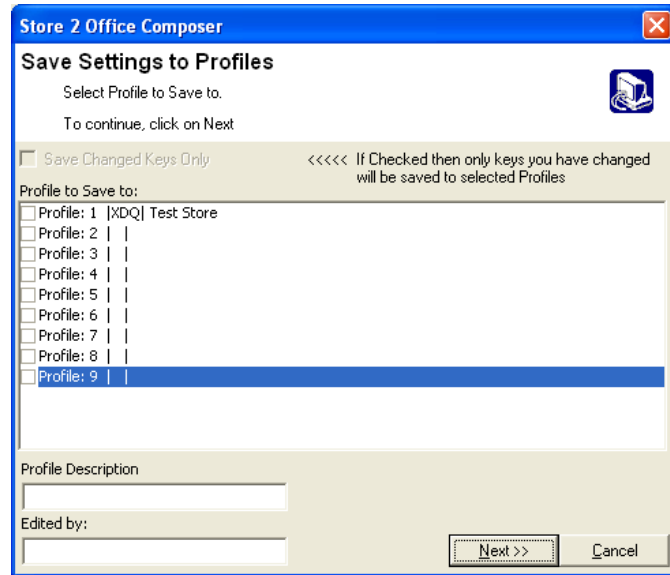 Store 2 Office Composer
Save Settings to Profiles
Select Profile to Save to.
To continue, click on Next
Save Changed Keys Only
<<<<< If Checked then only keys you have changed
will be saved to selected Profiles
Profile to Save to:
Profile: 1 |XDQ| Test Store
Profile: 2 | |
Profile: 3 | |
Profile: 4 | |
Profile: 5 | |
Profile: 6 | |
Profile: 7 | |
Profile: 8 | |
Profile: 9 | |
Profile Description
Edited by:
Next >>
Cancel